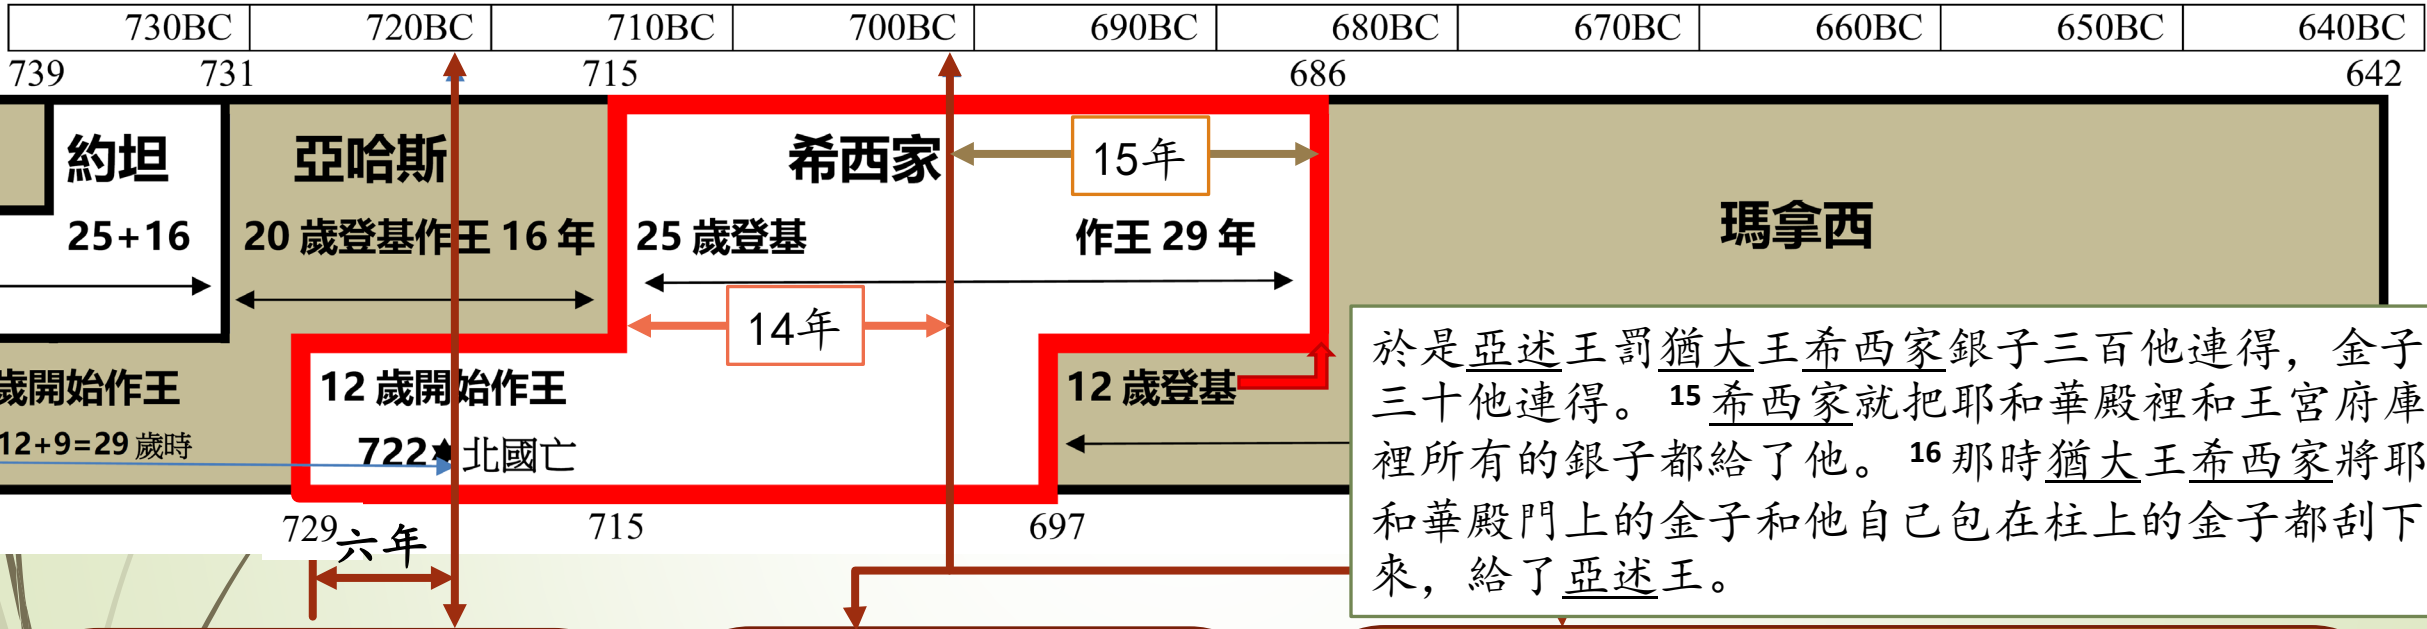 730BC 720BC 710BC 700BC 690BC 680BC 670BC 660BC 650BC 640BC
739 731 715 686 642
約坦 亞哈斯 希西家 15年
瑪拿西
25+16 20 歲登基作王 16 年 25 歲登基 作王 29 年
14年
歲開始作王 12 歲開始作王 12 歲登基
12+9=29 歲時 722 北國亡
729 715 697
六年
於是亞述王罰猶大王希西家銀子三百他連得，金子
三十他連得。 15 希西家就把耶和華殿裡和王宮府庫
裡所有的銀子都給了他。 16 那時猶大王希西家將耶
和華殿門上的金子和他自己包在柱上的金子都刮下
來，給了亞述王。